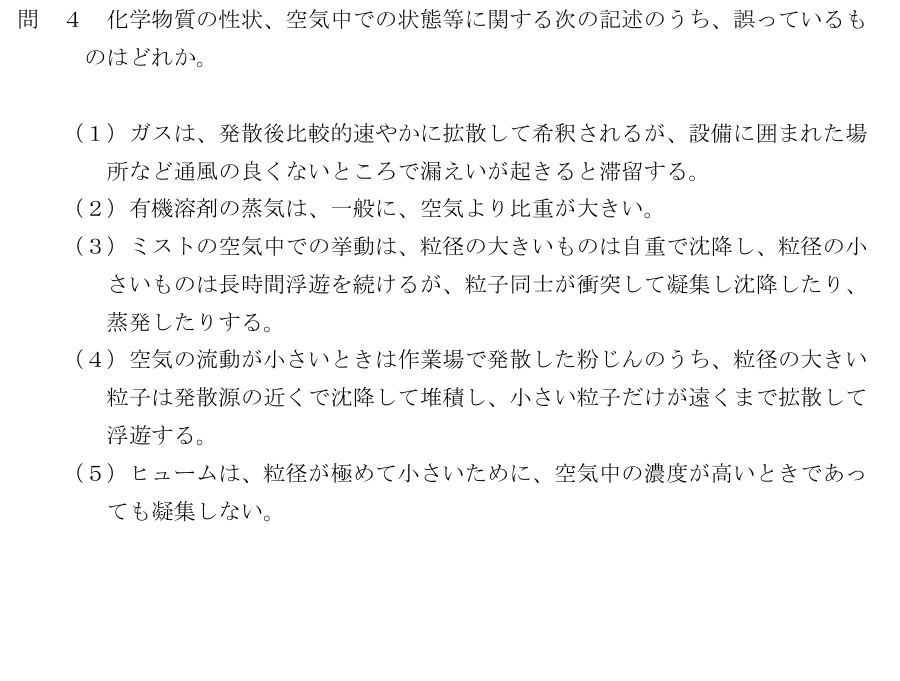 問　４　化学物質の性状、空気中での状態等に関する次の記述のうち、誤っているも
のはどれか。
（１）ガスは、発散後比較的速やかに拡散して希釈されるが、設備に囲まれた場
所など通風の良くないところで漏えいが起きると滞留する。
（２）有機溶剤の蒸気は、一般に、空気より比重が大きい。
（３）ミストの空気中での挙動は、粒径の大きいものは自重で沈降し、粒径の小
さいものは長時間浮遊を続けるが、粒子同士が衝突して凝集し沈降したり、
蒸発したりする。
（４）空気の流動が小さいときは作業場で発散した粉じんのうち、粒径の大きい
粒子は発散源の近くで沈降して堆積し、小さい粒子だけが遠くまで拡散して
浮遊する。
（５）ヒュームは、粒径が極めて小さいために、空気中の濃度が高いときであっ
ても凝集しない。